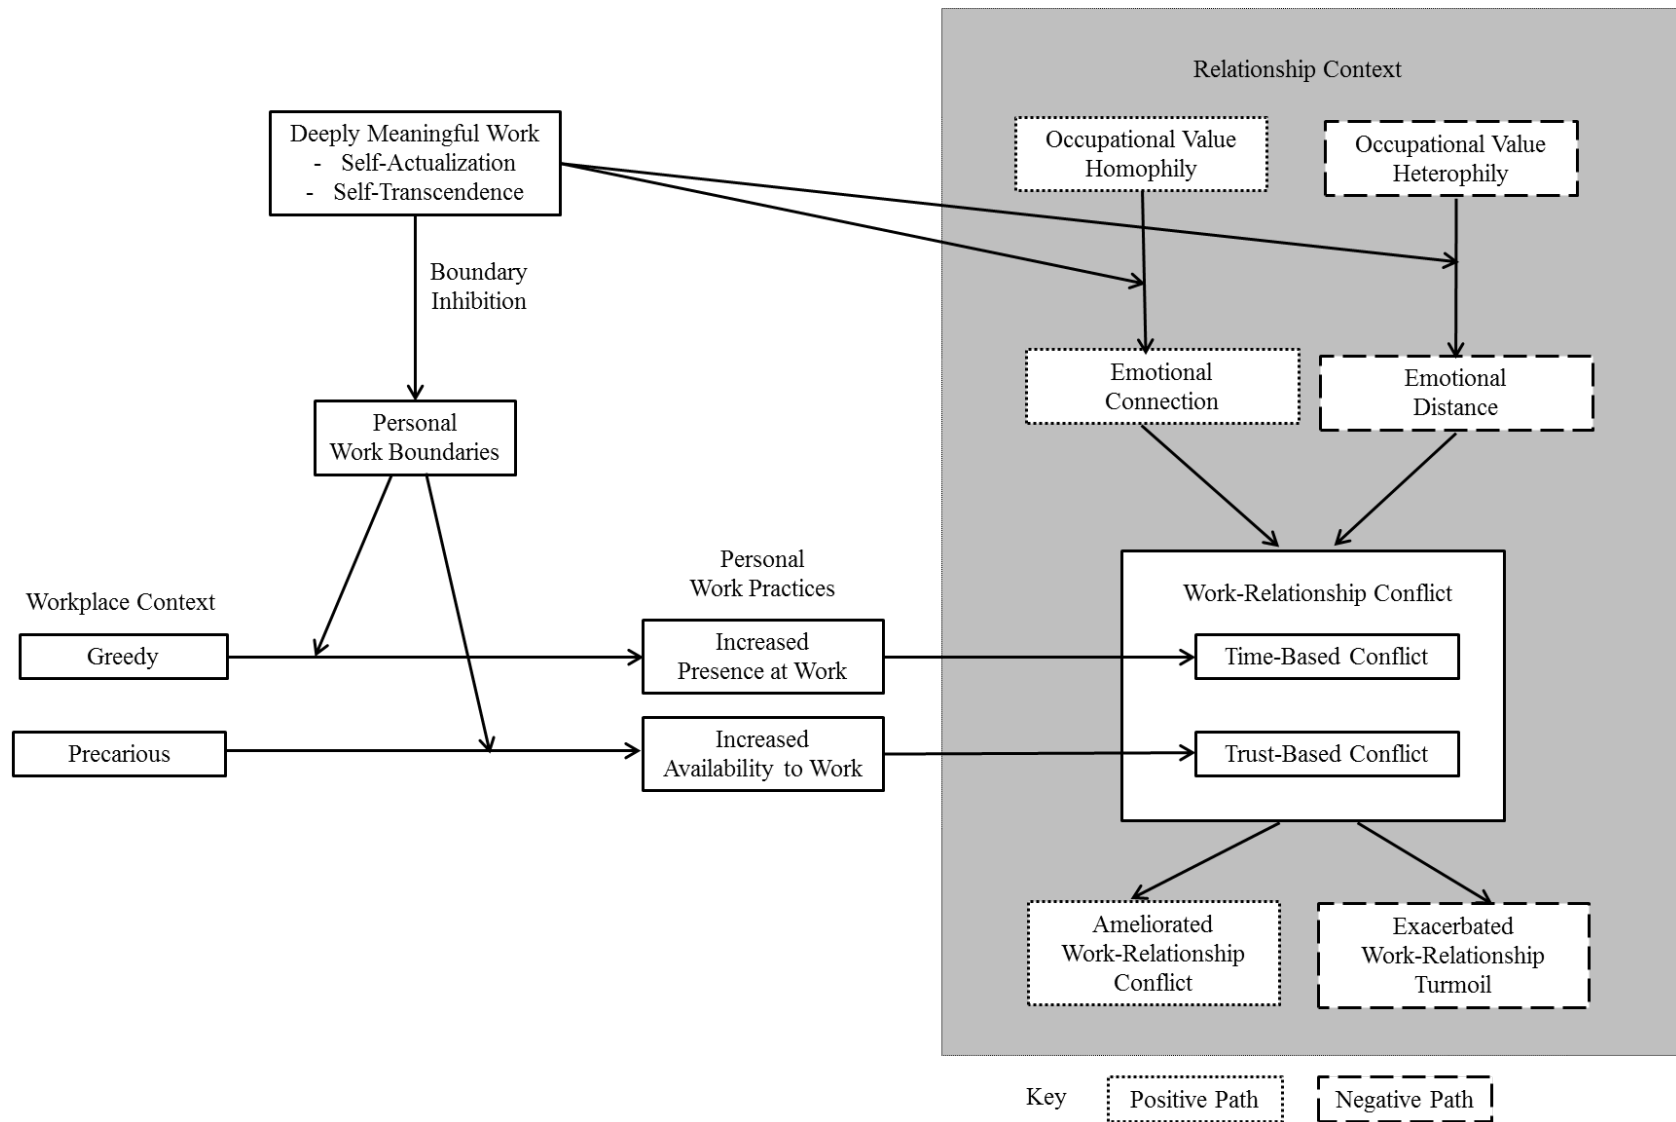 Relationship Context
Deeply Meaningful Work
- Self-Actualization
- Self-Transcendence
Occupational Value
Homophily
Occupational Value
Heterophily
Boundary
Inhibition
Emotional
Connection
Emotional
Distance
Personal
Work Boundaries
Workplace Context
Personal
Work Practices
Work-Relationship Conflict
Greedy
Increased
Presence at Work
Time-Based Conflict
Precarious
Increased
Availability to Work
Trust-Based Conflict
Ameliorated
Work-Relationship
Conflict
Exacerbated
Work-Relationship
Turmoil
Key
Positive Path
Negative Path